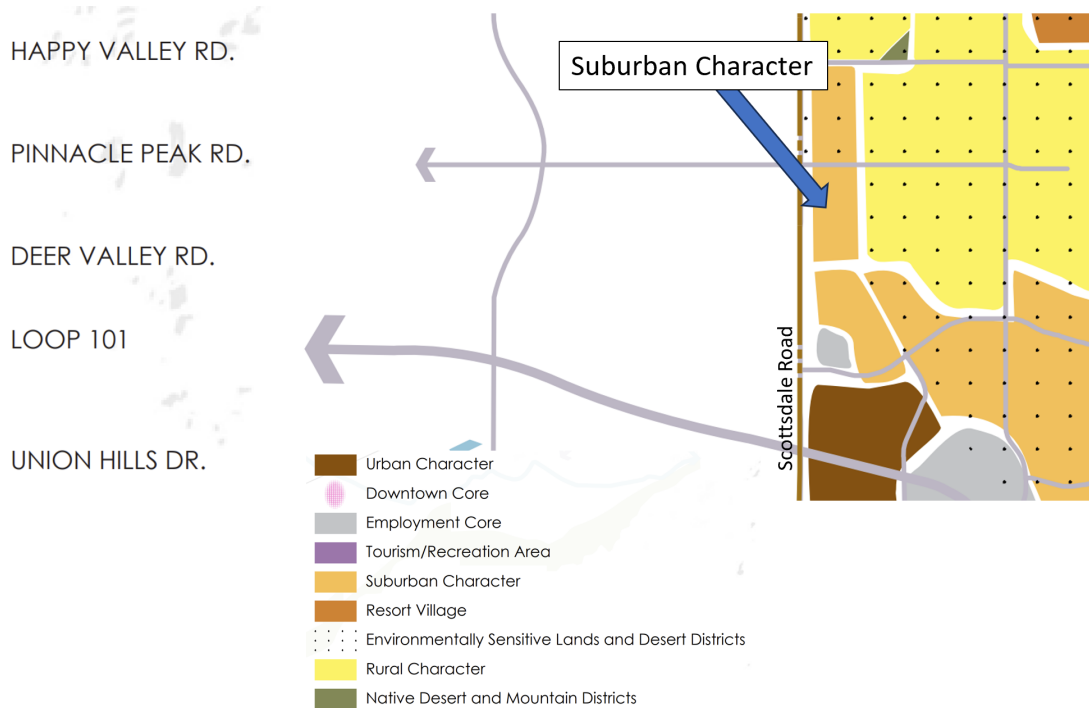 HAPPY VALLEY RD.
Suburban Character
PINNACLE PEAK RD.
DEER VALLEY RD.
LOOP 101
Scottsdale Road
UNION HILLS DR.
Urban Character
Downtown Core
Employment Core
Tourism/Recreation Area
Suburban Character
Resort Village
Environmentally Sensitive Lands and Desert Districts
Rural Character
Native Desert and Mountain Districts